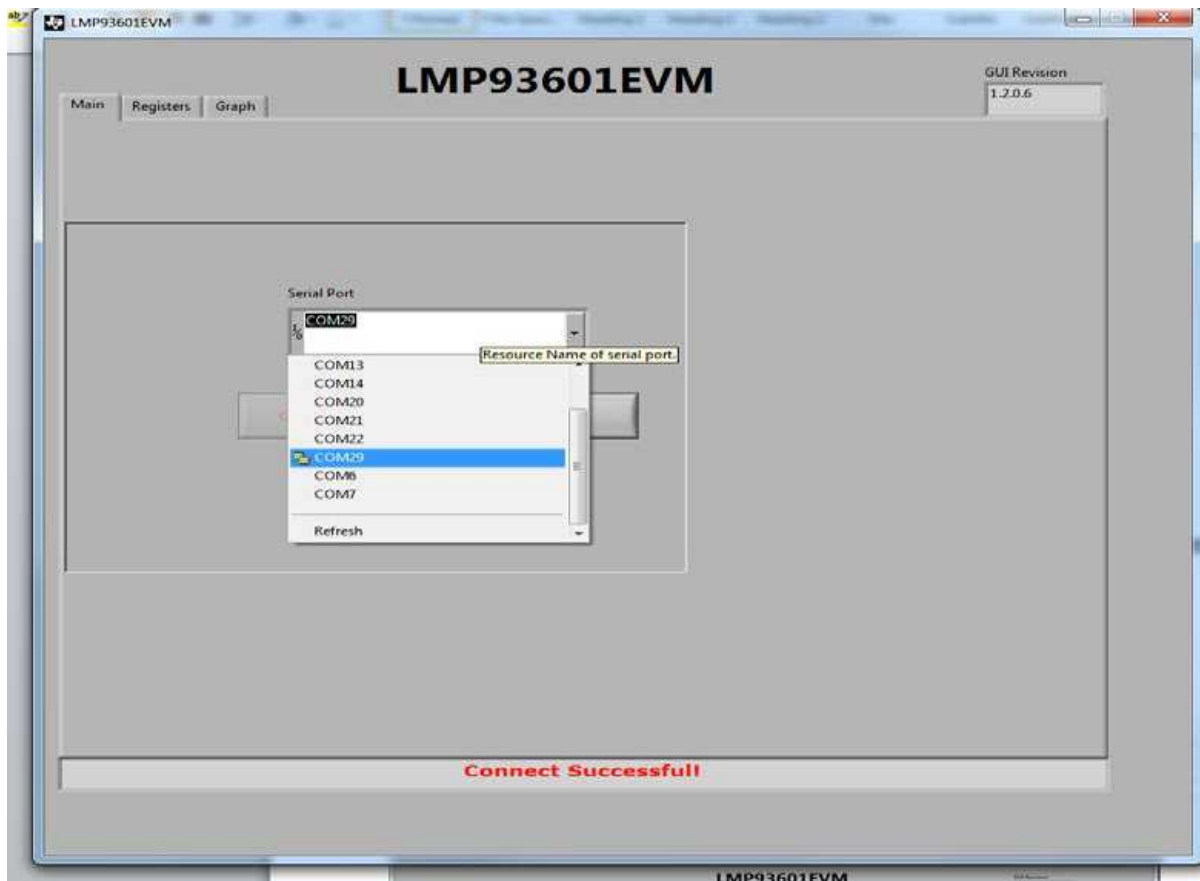 LMP93601EVM
LMP93601EVM
GUI Revision
1.2.0.6
Main
Registers
Graph
Serial Port
COM29
Resource Name of serial port.
COM13
COM14
COM20
COM21
COM22
COM29
COM6
COM7
Refresh
Connect Successful!
LMP93601EVM